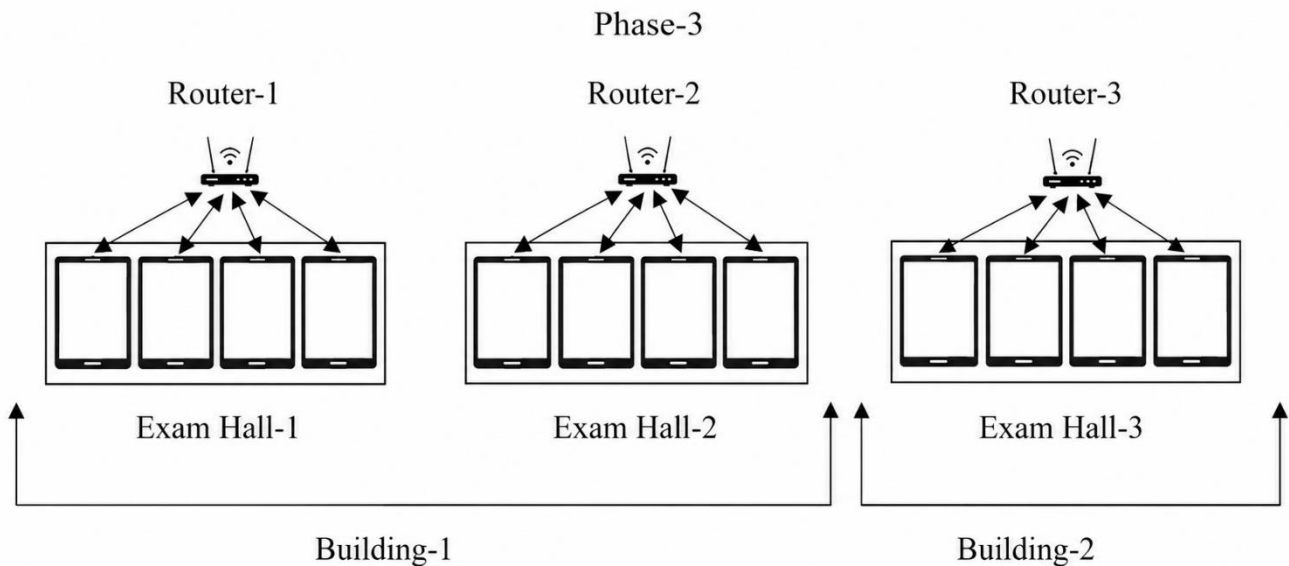 Phase-3
Router-1 Router-2 Router-3
Exam Hall-1 Exam Hall-2 Exam Hall-3
Building-1 Building-2